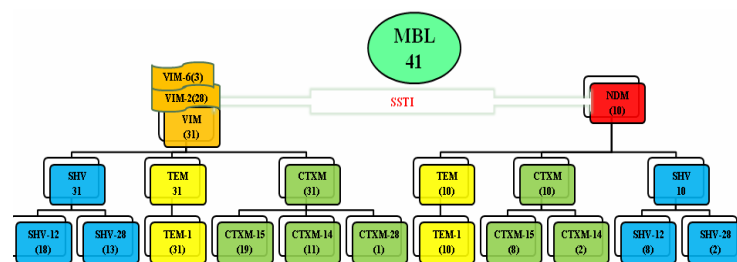 MBL
41
VIM-6(3)
VIM-2(28)
VIM
(31)
SSTI
NDM
(10)
SHV
31
TEM
31
CTXM
(31)
TEM
(10)
CTXM
(10)
SHV
10
SHV-12
(18)
SHV-28
(13)
TEM-1
(31)
CTXM-15
(19)
CTXM-14
(11)
CTXM-28
(1)
TEM-1
(10)
CTXM-15
(8)
CTXM-14
(2)
SHV-12
(8)
SHV-28
(2)